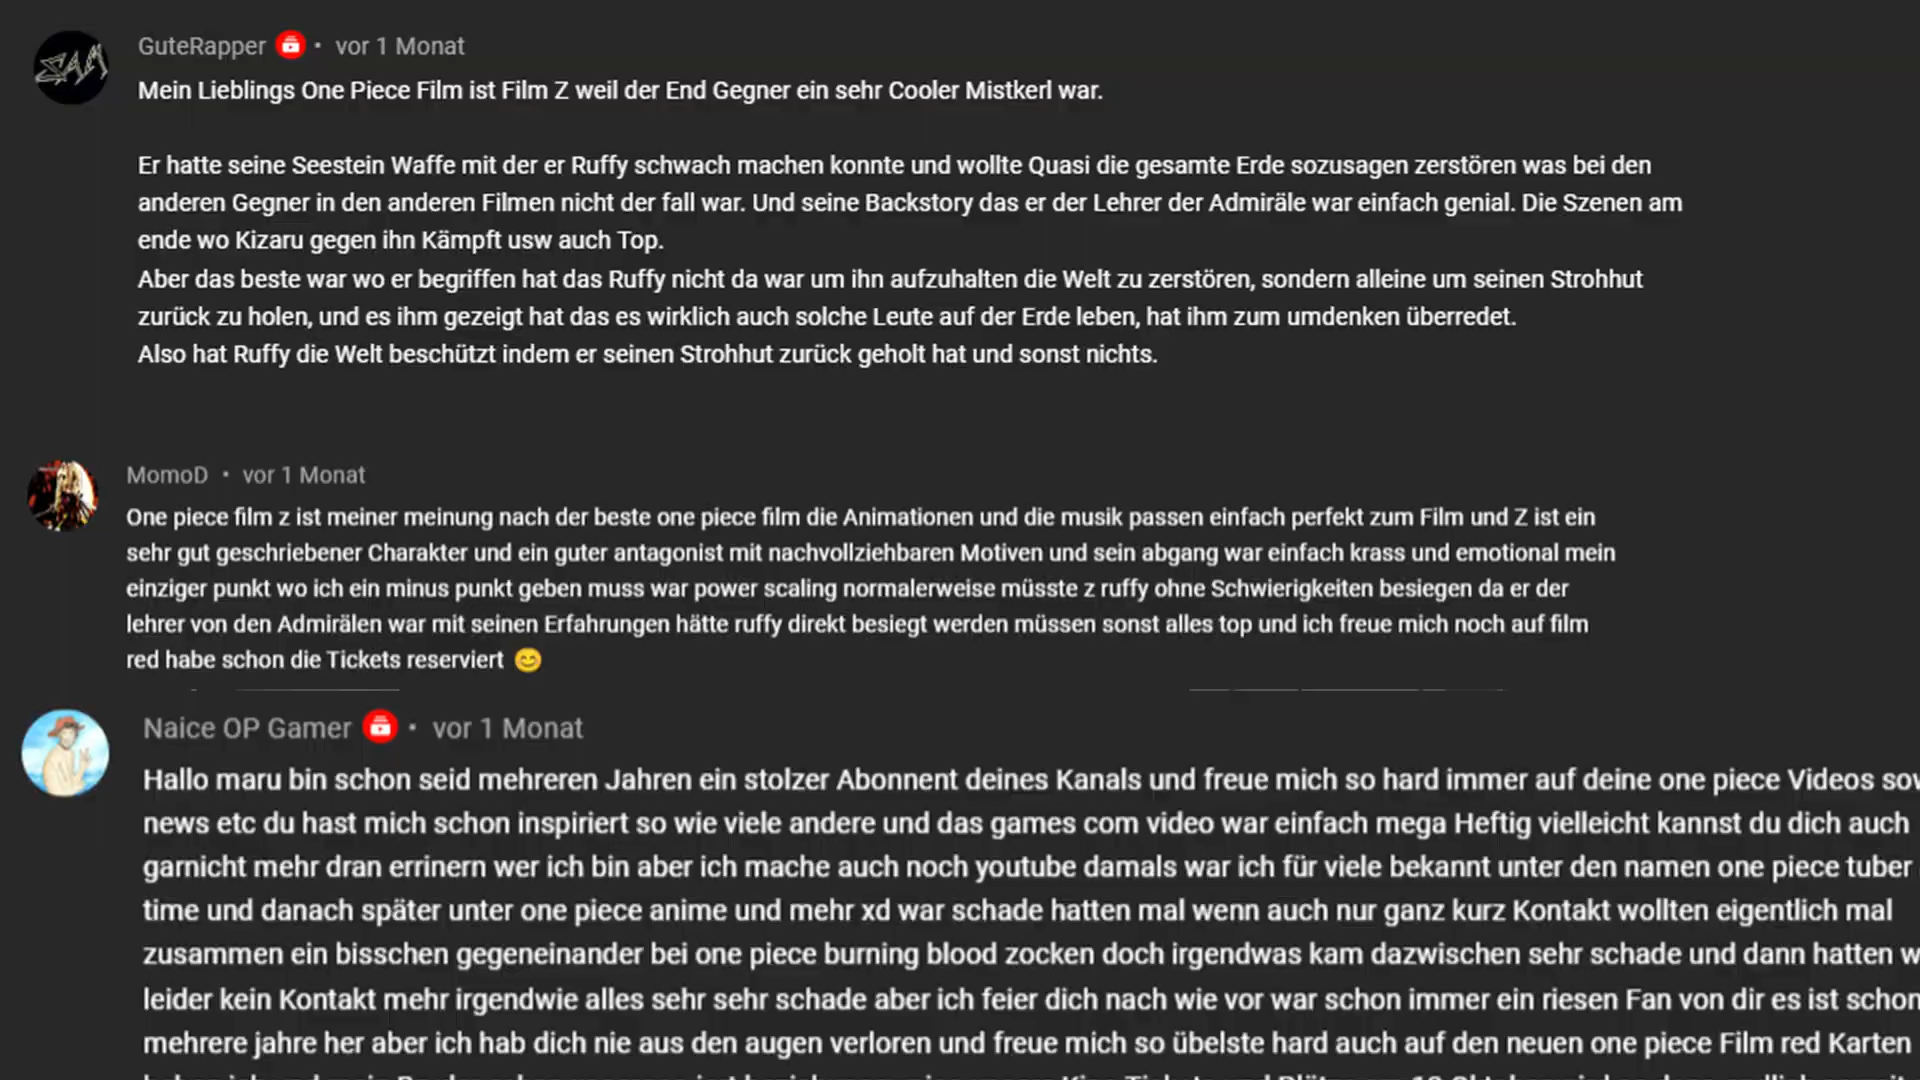 GuteRapper • vor 1 Monat
Mein Lieblings One Piece Film ist Film Z weil der End Gegner ein sehr Cooler Mistkerl war.
Er hatte seine Seestein Waffe mit der er Ruffy schwach machen konnte und wollte Quasi die gesamte Erde sozusagen zerstören was bei den
anderen Gegner in den anderen Filmen nicht der fall war. Und seine Backstory das er der Lehrer der Admiräle war einfach genial. Die Szenen am
ende wo Kizaru gegen ihn Kämpft usw auch Top.
Aber das beste war wo er begriffen hat das Ruffy nicht da war um ihn aufzuhalten die Welt zu zerstören, sondern alleine um seinen Strohhut
zurück zu holen, und es ihm gezeigt hat das es wirklich auch solche Leute auf der Erde leben, hat ihm zum umdenken überredet.
Also hat Ruffy die Welt beschützt indem er seinen Strohhut zurück geholt hat und sonst nichts.
MomoD • vor 1 Monat
One piece film z ist meiner meinung nach der beste one piece film die Animationen und die musik passen einfach perfekt zum Film und Z ist ein
sehr gut geschriebener Charakter und ein guter antagonist mit nachvollziehbaren Motiven und sein abgang war einfach krass und emotional mein
einziger punkt wo ich ein minus punkt geben muss war power scaling normalerweise müsste z ruffy ohne Schwierigkeiten besiegen da er der
lehrer von den Admirälen war mit seinen Erfahrungen hätte ruffy direkt besiegt werden müssen sonst alles top und ich freue mich noch auf film
red habe schon die Tickets reserviert 😊
Naice OP Gamer • vor 1 Monat
Hallo maru bin schon seid mehreren Jahren ein stolzer Abonnent deines Kanals und freue mich so hard immer auf deine one piece Videos
news etc du hast mich schon inspiriert so wie viele andere und das games com video war einfach mega Heftig vielleicht kannst du dich auch
garnicht mehr dran errinern wer ich bin aber ich mache auch noch youtube damals war ich für viele bekannt unter den namen one piece tuber
time und danach später unter one piece anime und mehr xd war schade hatten mal wenn auch nur ganz kurz Kontakt wollten eigentlich mal
zusammen ein bisschen gegeneinander bei one piece burning blood zocken doch irgendwas kam dazwischen sehr schade und dann hatten
leider kein Kontakt mehr irgendwie alles sehr sehr schade aber ich feier dich nach wie vor war schon immer ein riesen Fan von dir es ist schon
mehrere jahre her aber ich hab dich nie aus den augen verloren und freue mich so übelste hard auch auf den neuen one piece Film red Karten